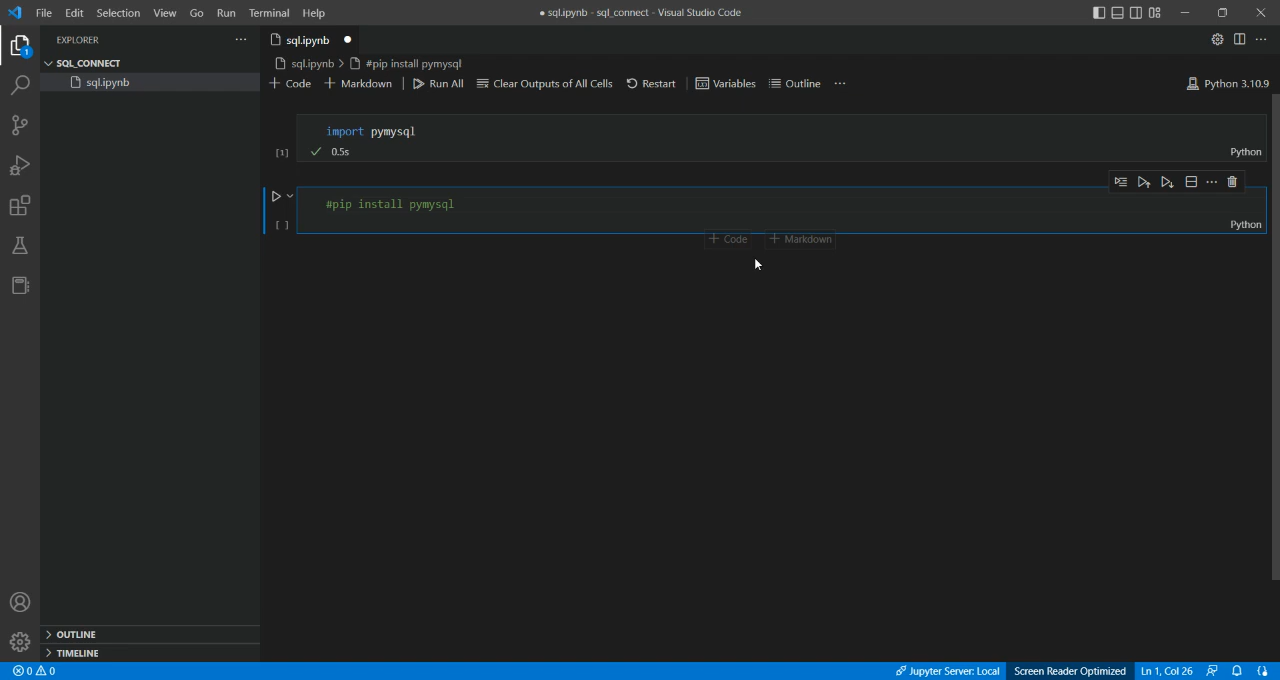 File Edit Selection View Go Run Terminal Help
● sql.ipynb - sql_connect - Visual Studio Code
EXPLORER
sql.ipynb ●
SQL_CONNECT
sql.ipynb > #pip install pymysql
1
sql.ipynb
+ Code + Markdown Run All Clear Outputs of All Cells Restart Variables Outline ... Python 3.10.9
import pymysql
[1] ✓ 0.5s Python
#pip install pymysql
[ ] Python
+ Code + Markdown
OUTLINE
TIMELINE
0 0 Jupyter Server: Local Screen Reader Optimized Ln 1, Col 26